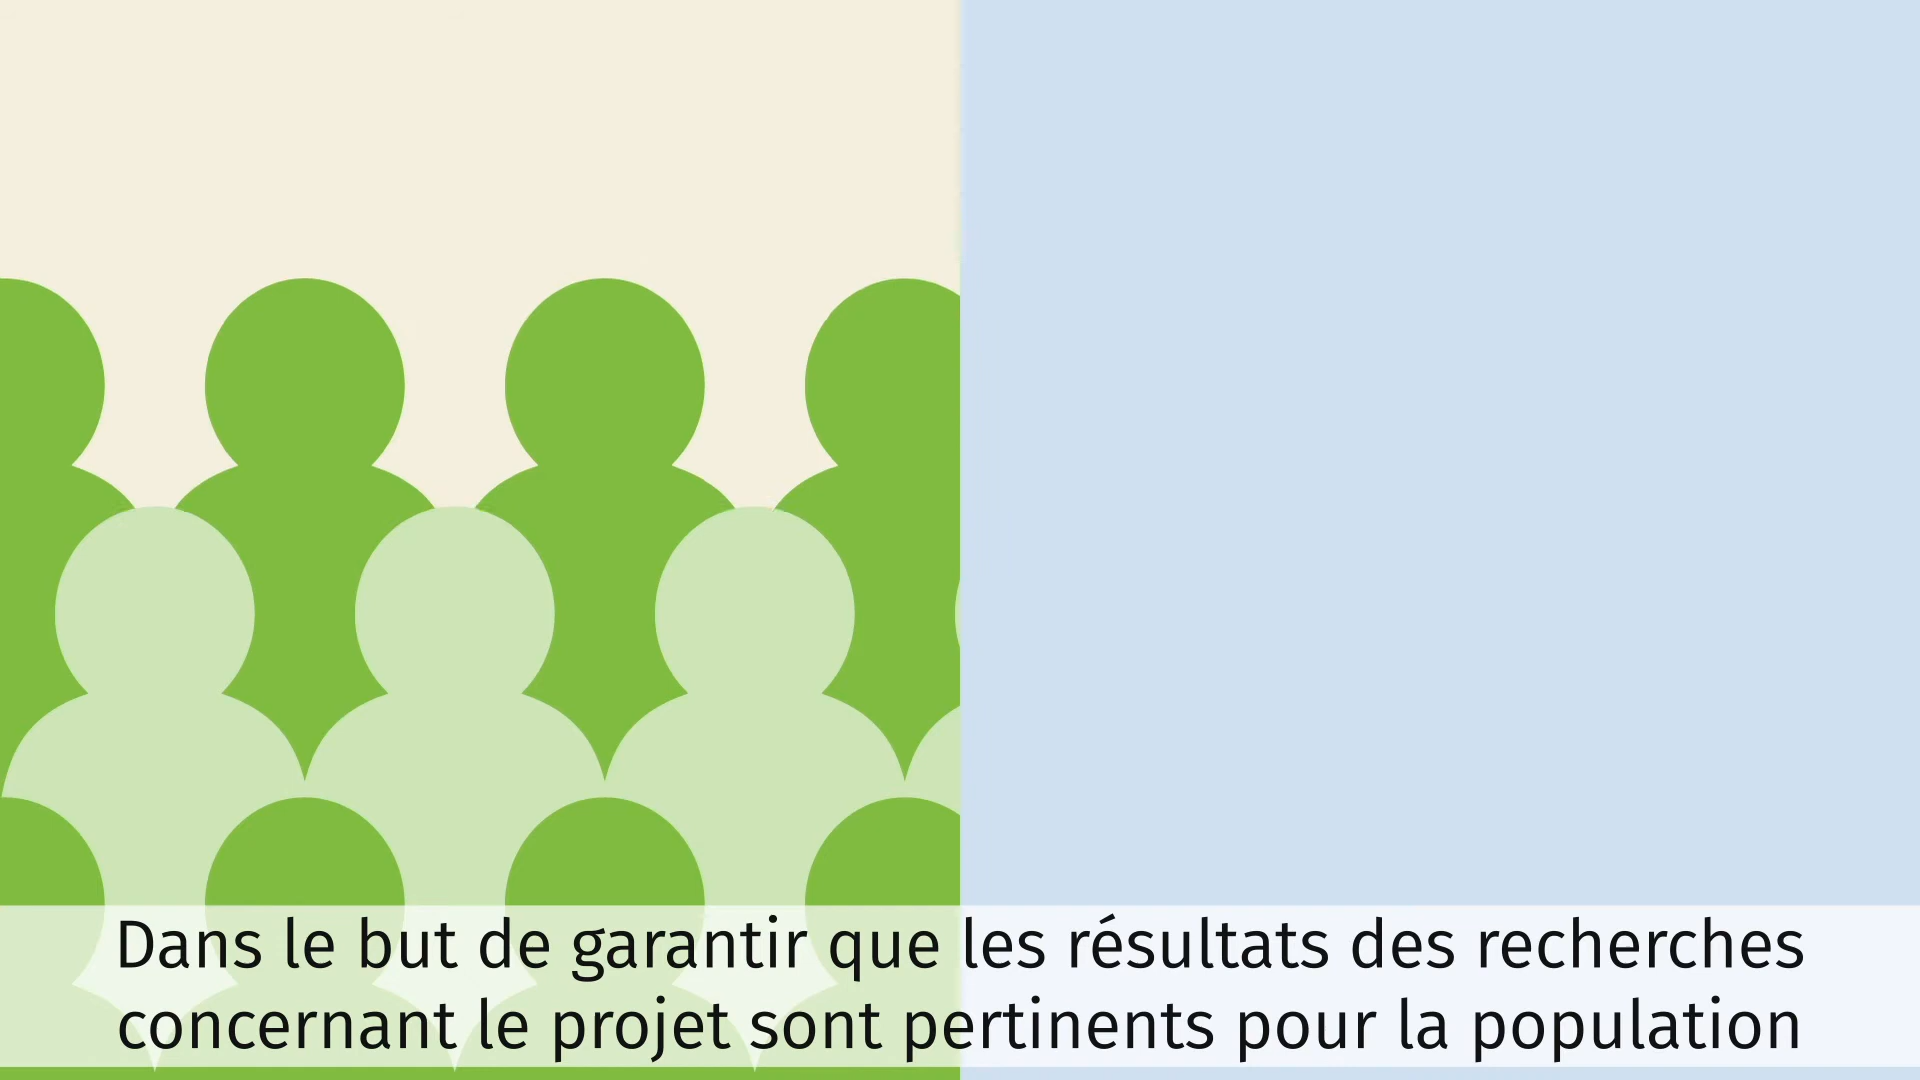 Dans le but de garantir que les résultats des recherches
concernant le projet sont pertinents pour la population